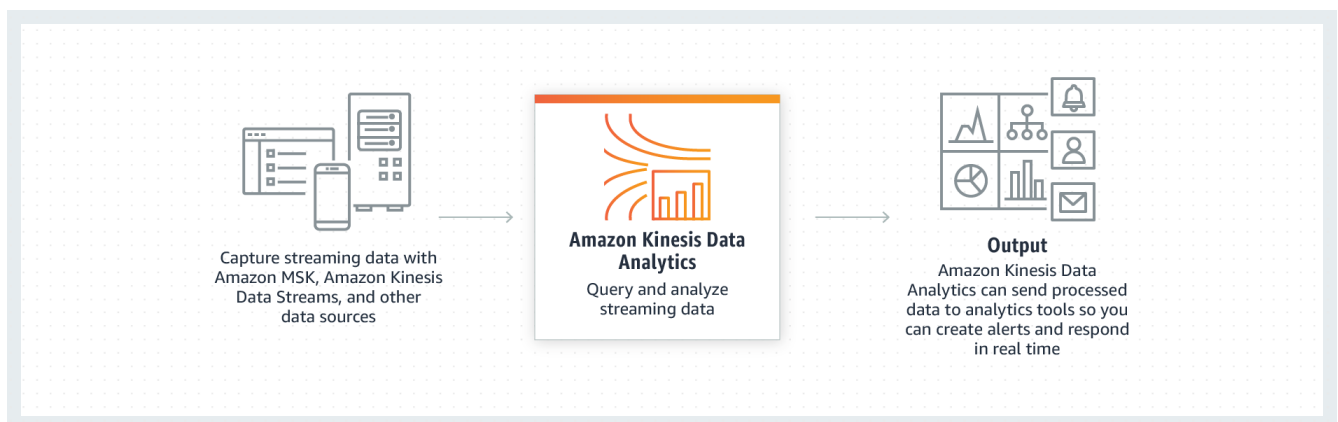 Capture streaming data with
Amazon MSK, Amazon Kinesis
Data Streams, and other
data sources
Amazon Kinesis Data
Analytics
Query and analyze
streaming data
Output
Amazon Kinesis Data
Analytics can send processed
data to analytics tools so you
can create alerts and respond
in real time